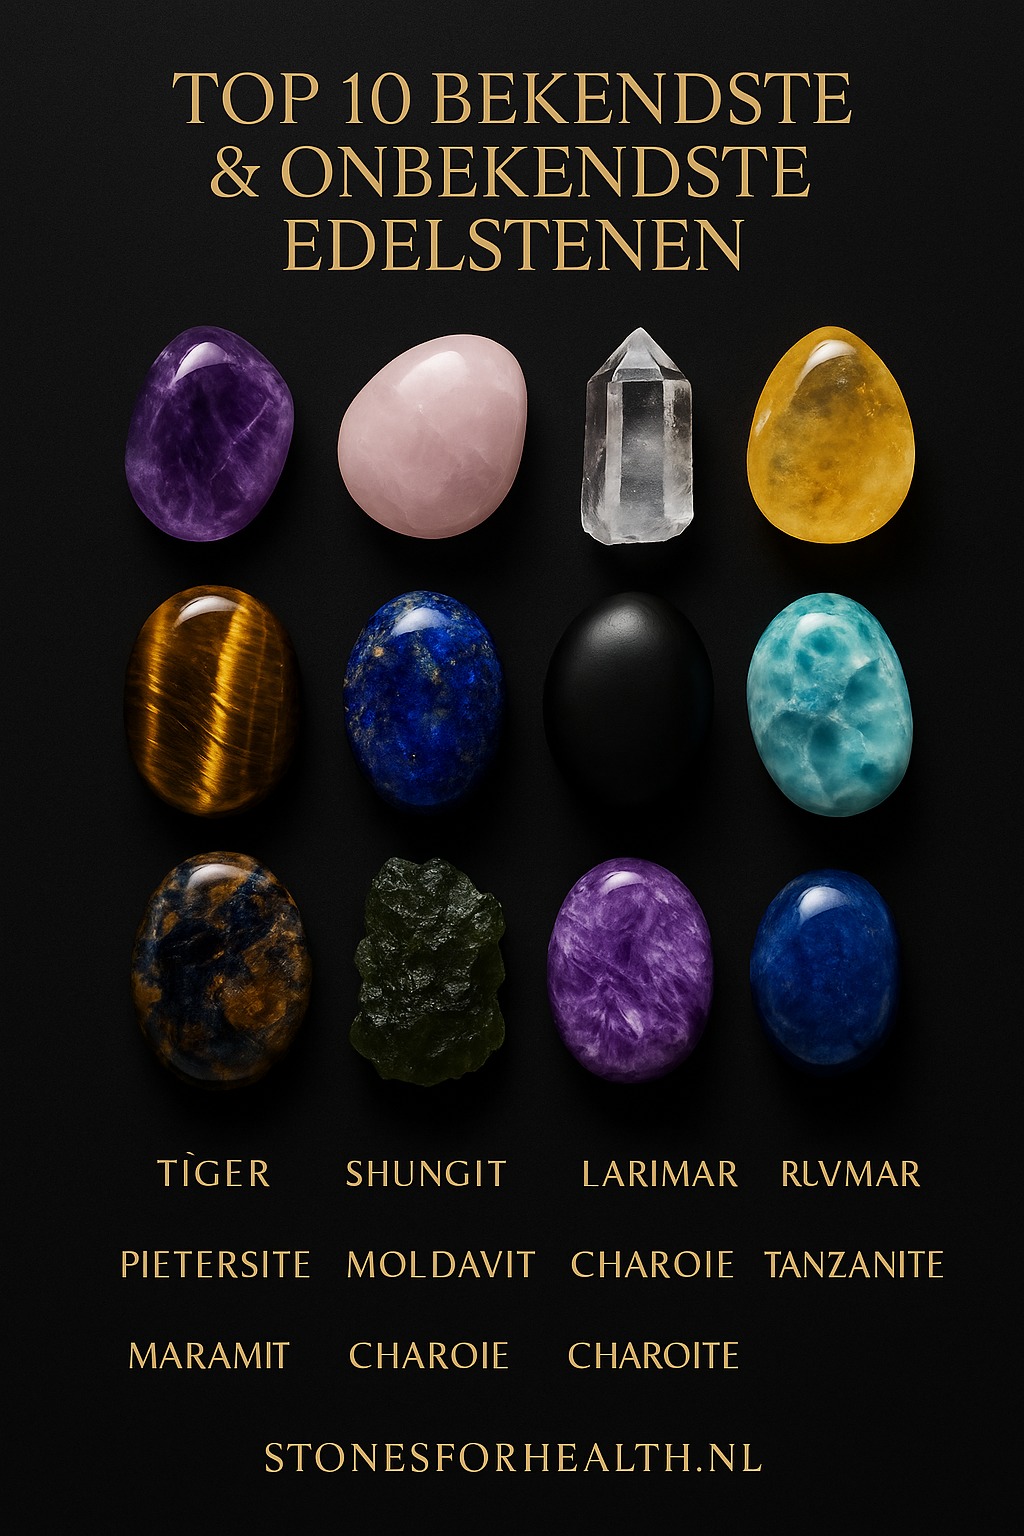 TOP 10 BEKENDSTE
& ONBEKENDSTE
EDELSTENEN
TÌGER SHUNGIT LARIMAR RLVMAR
PIETERSITE MOLDAVIT CHAROIE TANZANITE
MARAMIT CHAROIE CHAROITE
STONESFORHEALTH.NL